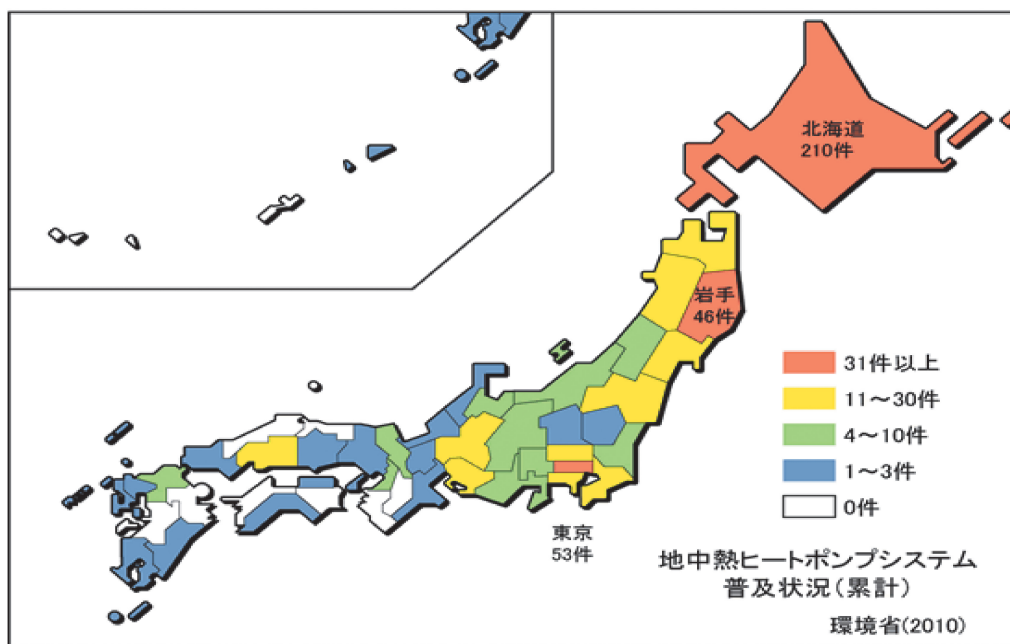 北海道
210件
岩手
46件
31件以上
11～30件
4～10件
1～3件
0件
東京
53件
地中熱ヒートポンプシステム
普及状況(累計)
環境省(2010)